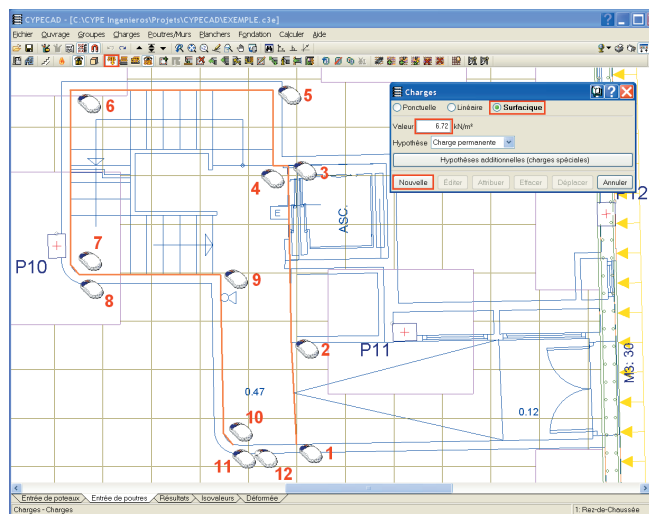 CYPECAD - [C:\CYPE Ingenieros\Projets\CYPECAD\EXEMPLE.c3e]
Fichier Ouvrage Groupes Charges Poutres/Murs Planchers Fondation Calculer Aide
Charges
Ponctuelle Linéaire Surfacique
Valeur 6.72 kN/m²
Hypothèse Charge permanente
Hypothèses additionnelles (charges spéciales)
Nouvelle Editer Attribuer Effacer Déplacer Annuler
6
5
3
4
P12
E
ASC.
7
9
P10
8
2
P11
M3: 30
0.47
0.12
10
1
11
12
Entrée de poteaux Entrée de poutres Résultats Isovaleurs Déformée
Charges - Charges
1: Rez-de-Chaussée